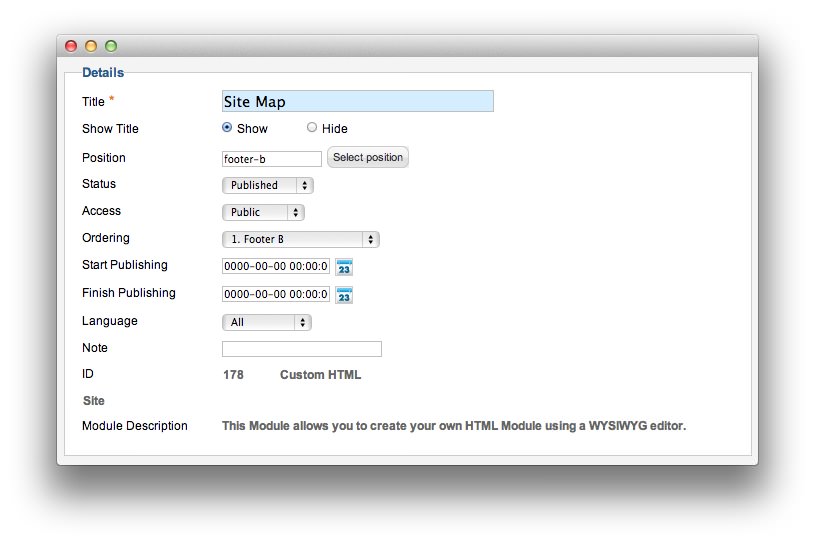 Details
Title * Site Map
Show Title Show Hide
Position footer-b Select position
Status Published
Access Public
Ordering 1. Footer B
Start Publishing 0000-00-00 00:00:0 23
Finish Publishing 0000-00-00 00:00:0 23
Language All
Note
ID 178 Custom HTML
Site
Module Description This Module allows you to create your own HTML Module using a WYSIWYG editor.